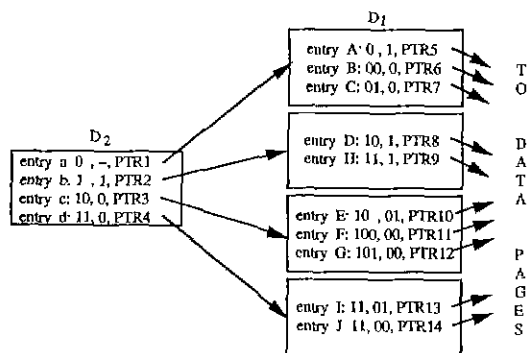 D1
entry A: 0 , 1, PTR5
entry B: 00, 0, PTR6
entry C: 01, 0, PTR7
entry D: 10, 1, PTR8
entry H: 11, 1, PTR9
D2
entry a 0 , –, PTR1
entry b. 1 , 1, PTR2
entry c: 10, 0, PTR3
entry d: 11, 0, PTR4
entry E: 10 , 01, PTR10
entry F: 100, 00, PTR11
entry G: 101, 00, PTR12
entry I: 11, 01, PTR13
entry J 11, 00, PTR14
TO DATA PAGES